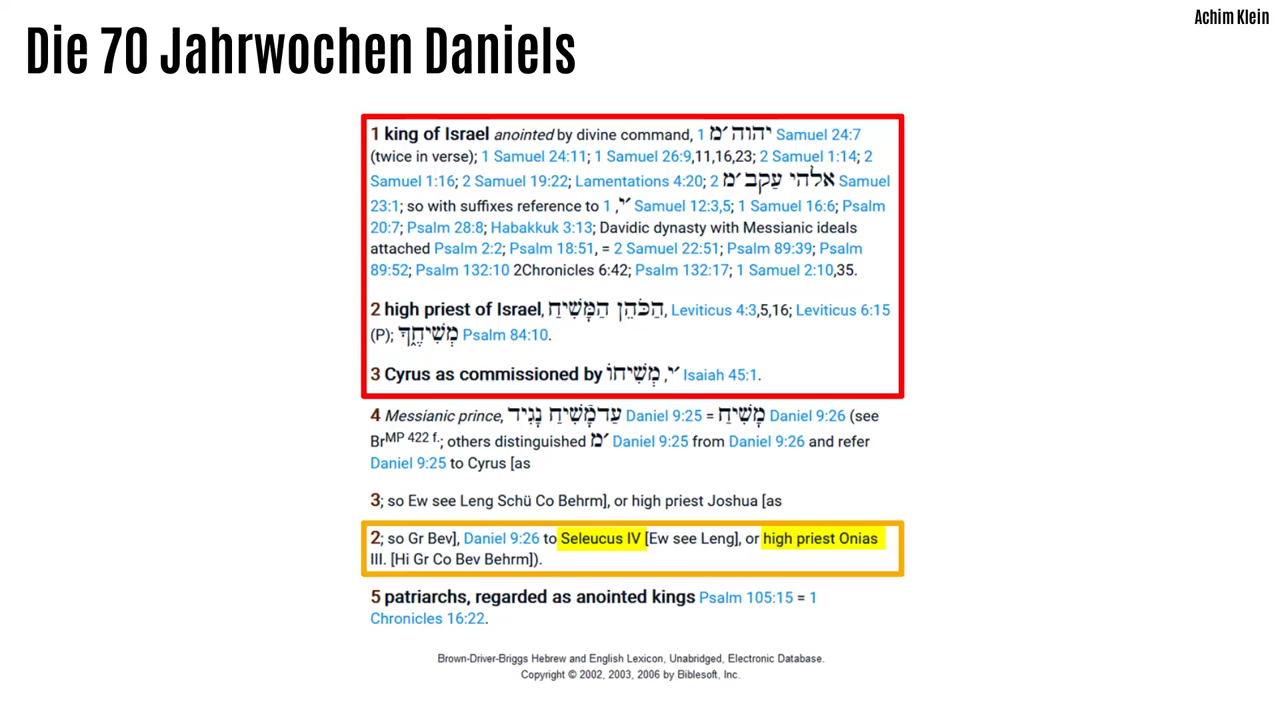 Achim Klein
Die 70 Jahrwochen Daniels
1 king of Israel anointed by divine command, 1 יהוה ׳מ Samuel 24:7
(twice in verse); 1 Samuel 24:11; 1 Samuel 26:9,11,16,23; 2 Samuel 1:14; 2
Samuel 1:16; 2 Samuel 19:22; Lamentations 4:20; 2 אלהי עַקב ׳מ Samuel
23:1; so with suffixes reference to 1 ,׳י Samuel 12:3,5; 1 Samuel 16:6; Psalm
20:7; Psalm 28:8; Habakkuk 3:13; Davidic dynasty with Messianic ideals
attached Psalm 2:2; Psalm 18:51, = 2 Samuel 22:51; Psalm 89:39; Psalm
89:52; Psalm 132:10 2Chronicles 6:42; Psalm 132:17; 1 Samuel 2:10,35.
2 high priest of Israel, הַכֹּהֵן הַמָּשִׁיחַ, Leviticus 4:3,5,16; Leviticus 6:15
(P); מְשִׁיחֶ֑ךָ Psalm 84:10.
3 Cyrus as commissioned by ׳י, מְשִׁיחוֺ Isaiah 45:1.
4 Messianic prince, עַדמָֿשִׁיחַ נָגִיד Daniel 9:25 = מָשִׁיחַ Daniel 9:26 (see
BrMP 422 f.; others distinguished ׳מ Daniel 9:25 from Daniel 9:26 and refer
Daniel 9:25 to Cyrus [as
3; so Ew see Leng Schü Co Behrm], or high priest Joshua [as
2; so Gr Bev], Daniel 9:26 to Seleucus IV [Ew see Leng], or high priest Onias
III. [Hi Gr Co Bev Behrm]).
5 patriarchs, regarded as anointed kings Psalm 105:15 = 1
Chronicles 16:22.
Brown-Driver-Briggs Hebrew and English Lexicon, Unabridged, Electronic Database.
Copyright © 2002, 2003, 2006 by Biblesoft, Inc.